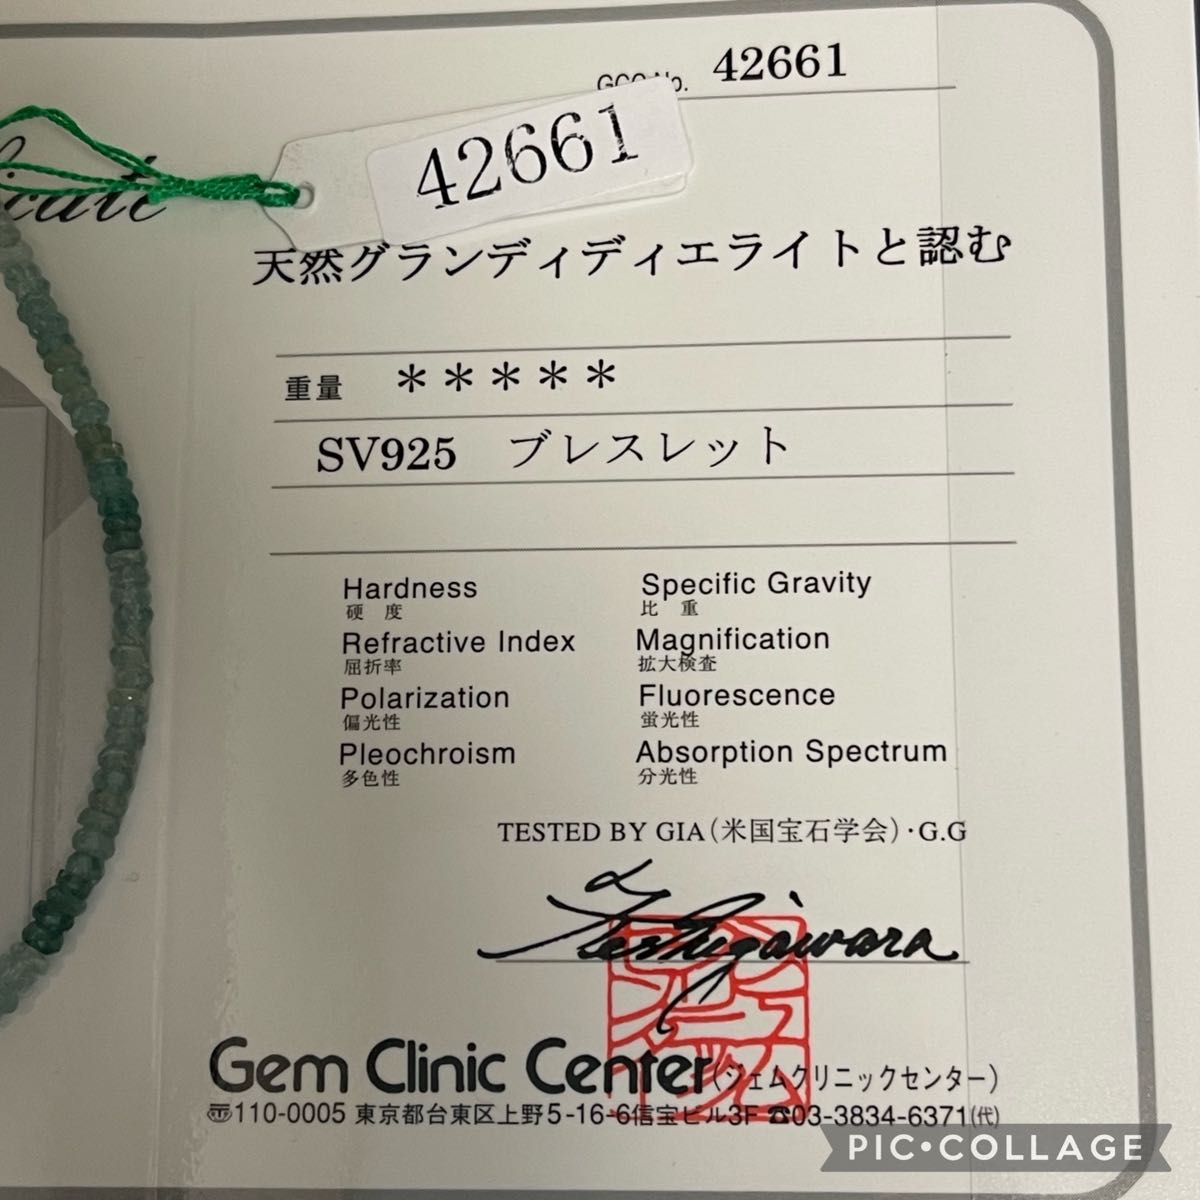 GCC No. 42661
42661
天然グランディディエライトと認む
重量 ＊＊＊＊＊
SV925 ブレスレット
Hardness
硬 度
Specific Gravity
比 重
Refractive Index
屈折率
Magnification
拡大検査
Polarization
偏光性
Fluorescence
蛍光性
Pleochroism
多色性
Absorption Spectrum
分光性
TESTED BY GIA（米国宝石学会）・G.G
Teshigawara
Gem Clinic Center（ジェムクリニックセンター）
〠110-0005 東京都台東区上野5-16-6信宝ビル3F ☎03-3834-6371(代)
PIC•COLLAGE